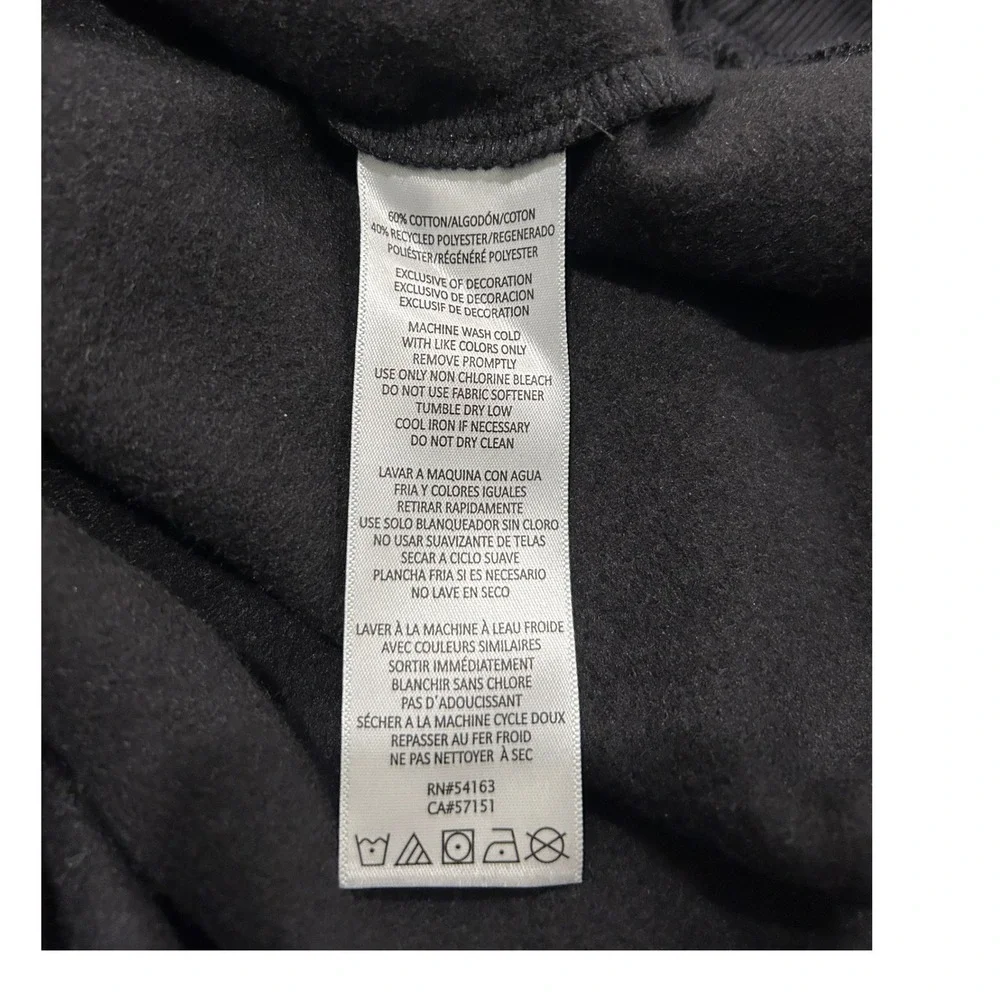 60% COTTON/ALGODÓN/COTON
40% RECYCLED POLYESTER/REGENERADO
POLIÉSTER/RÉGÉNÉRÉ POLYESTER
EXCLUSIVE OF DECORATION
EXCLUSIVO DE DECORACION
EXCLUSIF DE DECORATION
MACHINE WASH COLD
WITH LIKE COLORS ONLY
REMOVE PROMPTLY
USE ONLY NON CHLORINE BLEACH
DO NOT USE FABRIC SOFTENER
TUMBLE DRY LOW
COOL IRON IF NECESSARY
DO NOT DRY CLEAN
LAVAR A MAQUINA CON AGUA
FRIA Y COLORES IGUALES
RETIRAR RAPIDAMENTE
USE SOLO BLANQUEADOR SIN CLORO
NO USAR SUAVIZANTE DE TELAS
SECAR A CICLO SUAVE
PLANCHA FRIA SI ES NECESARIO
NO LAVE EN SECO
LAVER À LA MACHINE À LEAU FROIDE
AVEC COULEURS SIMILAIRES
SORTIR IMMÉDIATEMENT
BLANCHIR SANS CHLORE
PAS D'ADOUCISSANT
SÉCHER A LA MACHINE CYCLE DOUX
REPASSER AU FER FROID
NE PAS NETTOYER À SEC
RN#54163
CA#57151